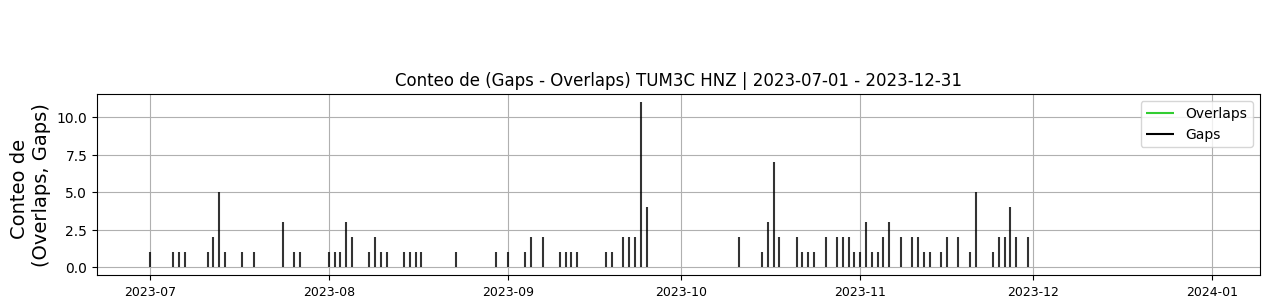 Conteo de (Gaps - Overlaps) TUM3C HNZ | 2023-07-01 - 2023-12-31
Conteo de
(Overlaps, Gaps)
10.0
7.5
5.0
2.5
0.0
Overlaps
Gaps
2023-07
2023-08
2023-09
2023-10
2023-11
2023-12
2024-01